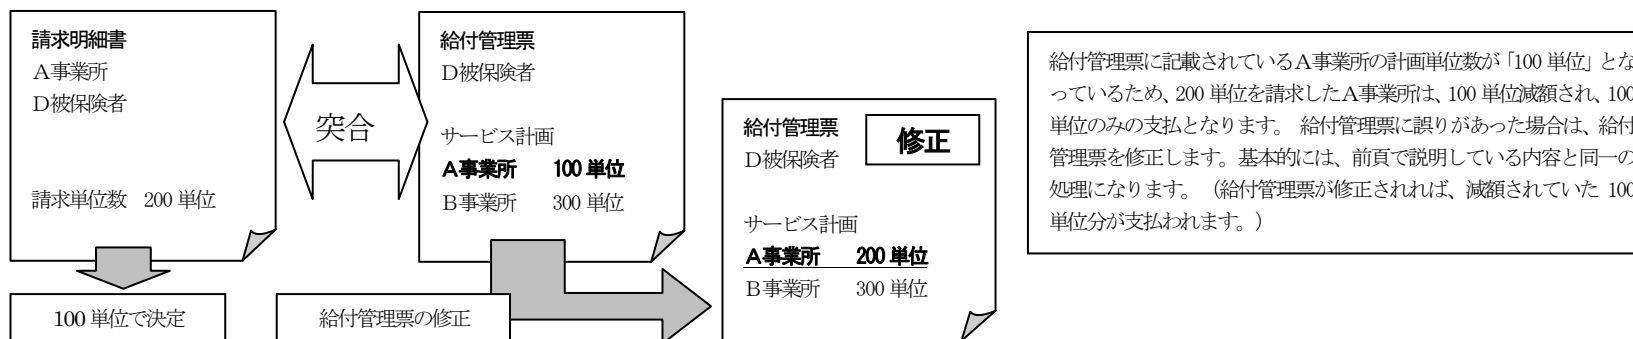 請求明細書
A事業所
D被保険者
請求単位数 200 単位
100 単位で決定
突合
給付管理票
D被保険者
サービス計画
A事業所 100 単位
B事業所 300 単位
給付管理票の修正
給付管理票
修正
D被保険者
サービス計画
A事業所 200 単位
B事業所 300 単位
給付管理票に記載されているA事業所の計画単位数が「100 単位」とな
っているため、200 単位を請求したA事業所は、100 単位減額され、100
単位のみの支払となります。 給付管理票に誤りがあった場合は、給付
管理票を修正します。基本的には、前頁で説明している内容と同一の
処理になります。 (給付管理票が修正されれば、減額されていた 100
単位分が支払われます。)